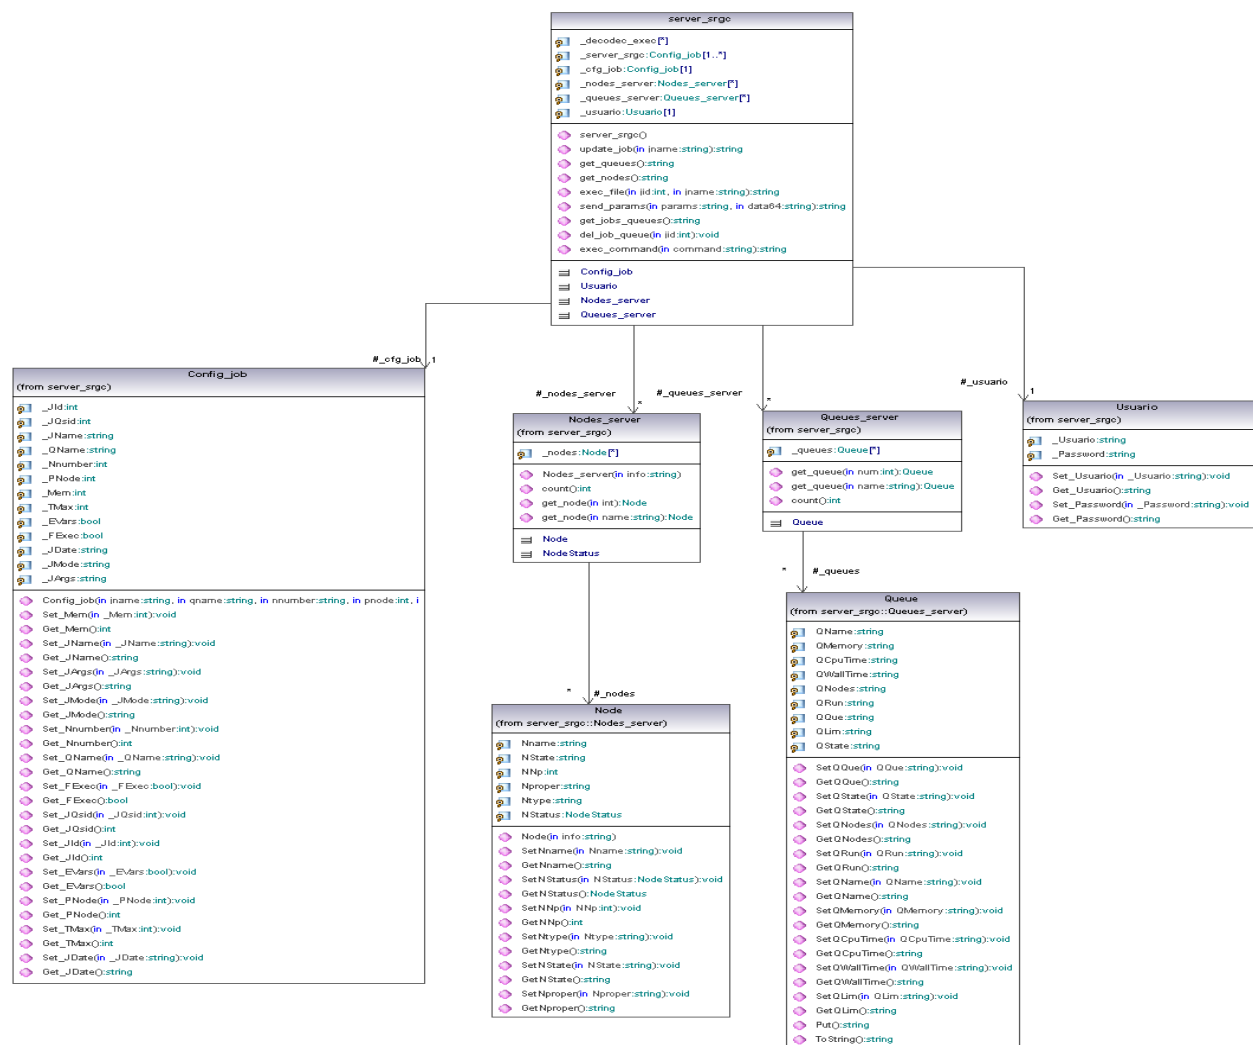 server_srgc
_decodec_exec[*]
_server_srgc:Config_job[1..*]
_cfg_job:Config_job[1]
_nodes_server:Nodes_server[*]
_queues_server:Queues_server[*]
_usuario:Usuario[1]
server_srgc()
update_job(in jname:string):string
get_queues():string
get_nodes():string
exec_file(in jid:int, in jname:string):string
send_params(in params:string, in data64:string):string
get_jobs_queues():string
del_job_queue(in jid:int):void
exec_command(in command:string):string
Config_job
Usuario
Nodes_server
Queues_server
#_cfg_job
1
#_nodes_server
*
#_queues_server
*
#_usuario
1
Config_job
(from server_srgc)
_JId:int
_JQsid:int
_JName:string
_QName:string
_Nnumber:int
_PNode:int
_Mem:int
_TMax:int
_EVars:bool
_FExec:bool
_JDate:string
_JMode:string
_JArgs:string
Config_job(in jname:string, in qname:string, in nnumber:string, in pnode:int, i
Set_Mem(in _Mem:int):void
Get_Mem():int
Set_JName(in _JName:string):void
Get_JName():string
Set_JArgs(in _JArgs:string):void
Get_JArgs():string
Set_JMode(in _JMode:string):void
Get_JMode():string
Set_Nnumber(in _Nnumber:int):void
Get_Nnumber():int
Set_QName(in _QName:string):void
Get_QName():string
Set_FExec(in _FExec:bool):void
Get_FExec():bool
Set_JQsid(in _JQsid:int):void
Get_JQsid():int
Set_JId(in _JId:int):void
Get_JId():int
Set_EVars(in _EVars:bool):void
Get_EVars():bool
Set_PNode(in _PNode:int):void
Get_PNode():int
Set_TMax(in _TMax:int):void
Get_TMax():int
Set_JDate(in _JDate:string):void
Get_JDate():string
Nodes_server
(from server_srgc)
_nodes:Node[*]
Nodes_server(in info:string)
count():int
get_node(in int):Node
get_node(in name:string):Node
Node
NodeStatus
*
#_nodes
Queues_server
(from server_srgc)
_queues:Queue[*]
get_queue(in num:int):Queue
get_queue(in name:string):Queue
count():int
Queue
*
#_queues
Usuario
(from server_srgc)
_Usuario:string
_Password:string
Set_Usuario(in _Usuario:string):void
Get_Usuario():string
Set_Password(in _Password:string):void
Get_Password():string
Node
(from server_srgc::Nodes_server)
Nname:string
NState:string
NNp:int
Nproper:string
Ntype:string
NStatus:NodeStatus
Node(in info:string)
SetNname(in Nname:string):void
GetNname():string
SetNStatus(in NStatus:NodeStatus):void
GetNStatus():NodeStatus
SetNNp(in NNp:int):void
GetNNp():int
SetNtype(in Ntype:string):void
GetNtype():string
SetNState(in NState:string):void
GetNState():string
SetNproper(in Nproper:string):void
GetNproper():string
Queue
(from server_srgc::Queues_server)
QName:string
QMemory:string
QCpuTime:string
QWallTime:string
QNodes:string
QRun:string
QQue:string
QLim:string
QState:string
SetQQue(in QQue:string):void
GetQQue():string
SetQState(in QState:string):void
GetQState():string
SetQNodes(in QNodes:string):void
GetQNodes():string
SetQRun(in QRun:string):void
GetQRun():string
SetQName(in QName:string):void
GetQName():string
SetQMemory(in QMemory:string):void
GetQMemory():string
SetQCpuTime(in QCpuTime:string):void
GetQCpuTime():string
SetQWallTime(in QWallTime:string):void
GetQWallTime():string
SetQLim(in QLim:string):void
GetQLim():string
Put():string
ToString():string